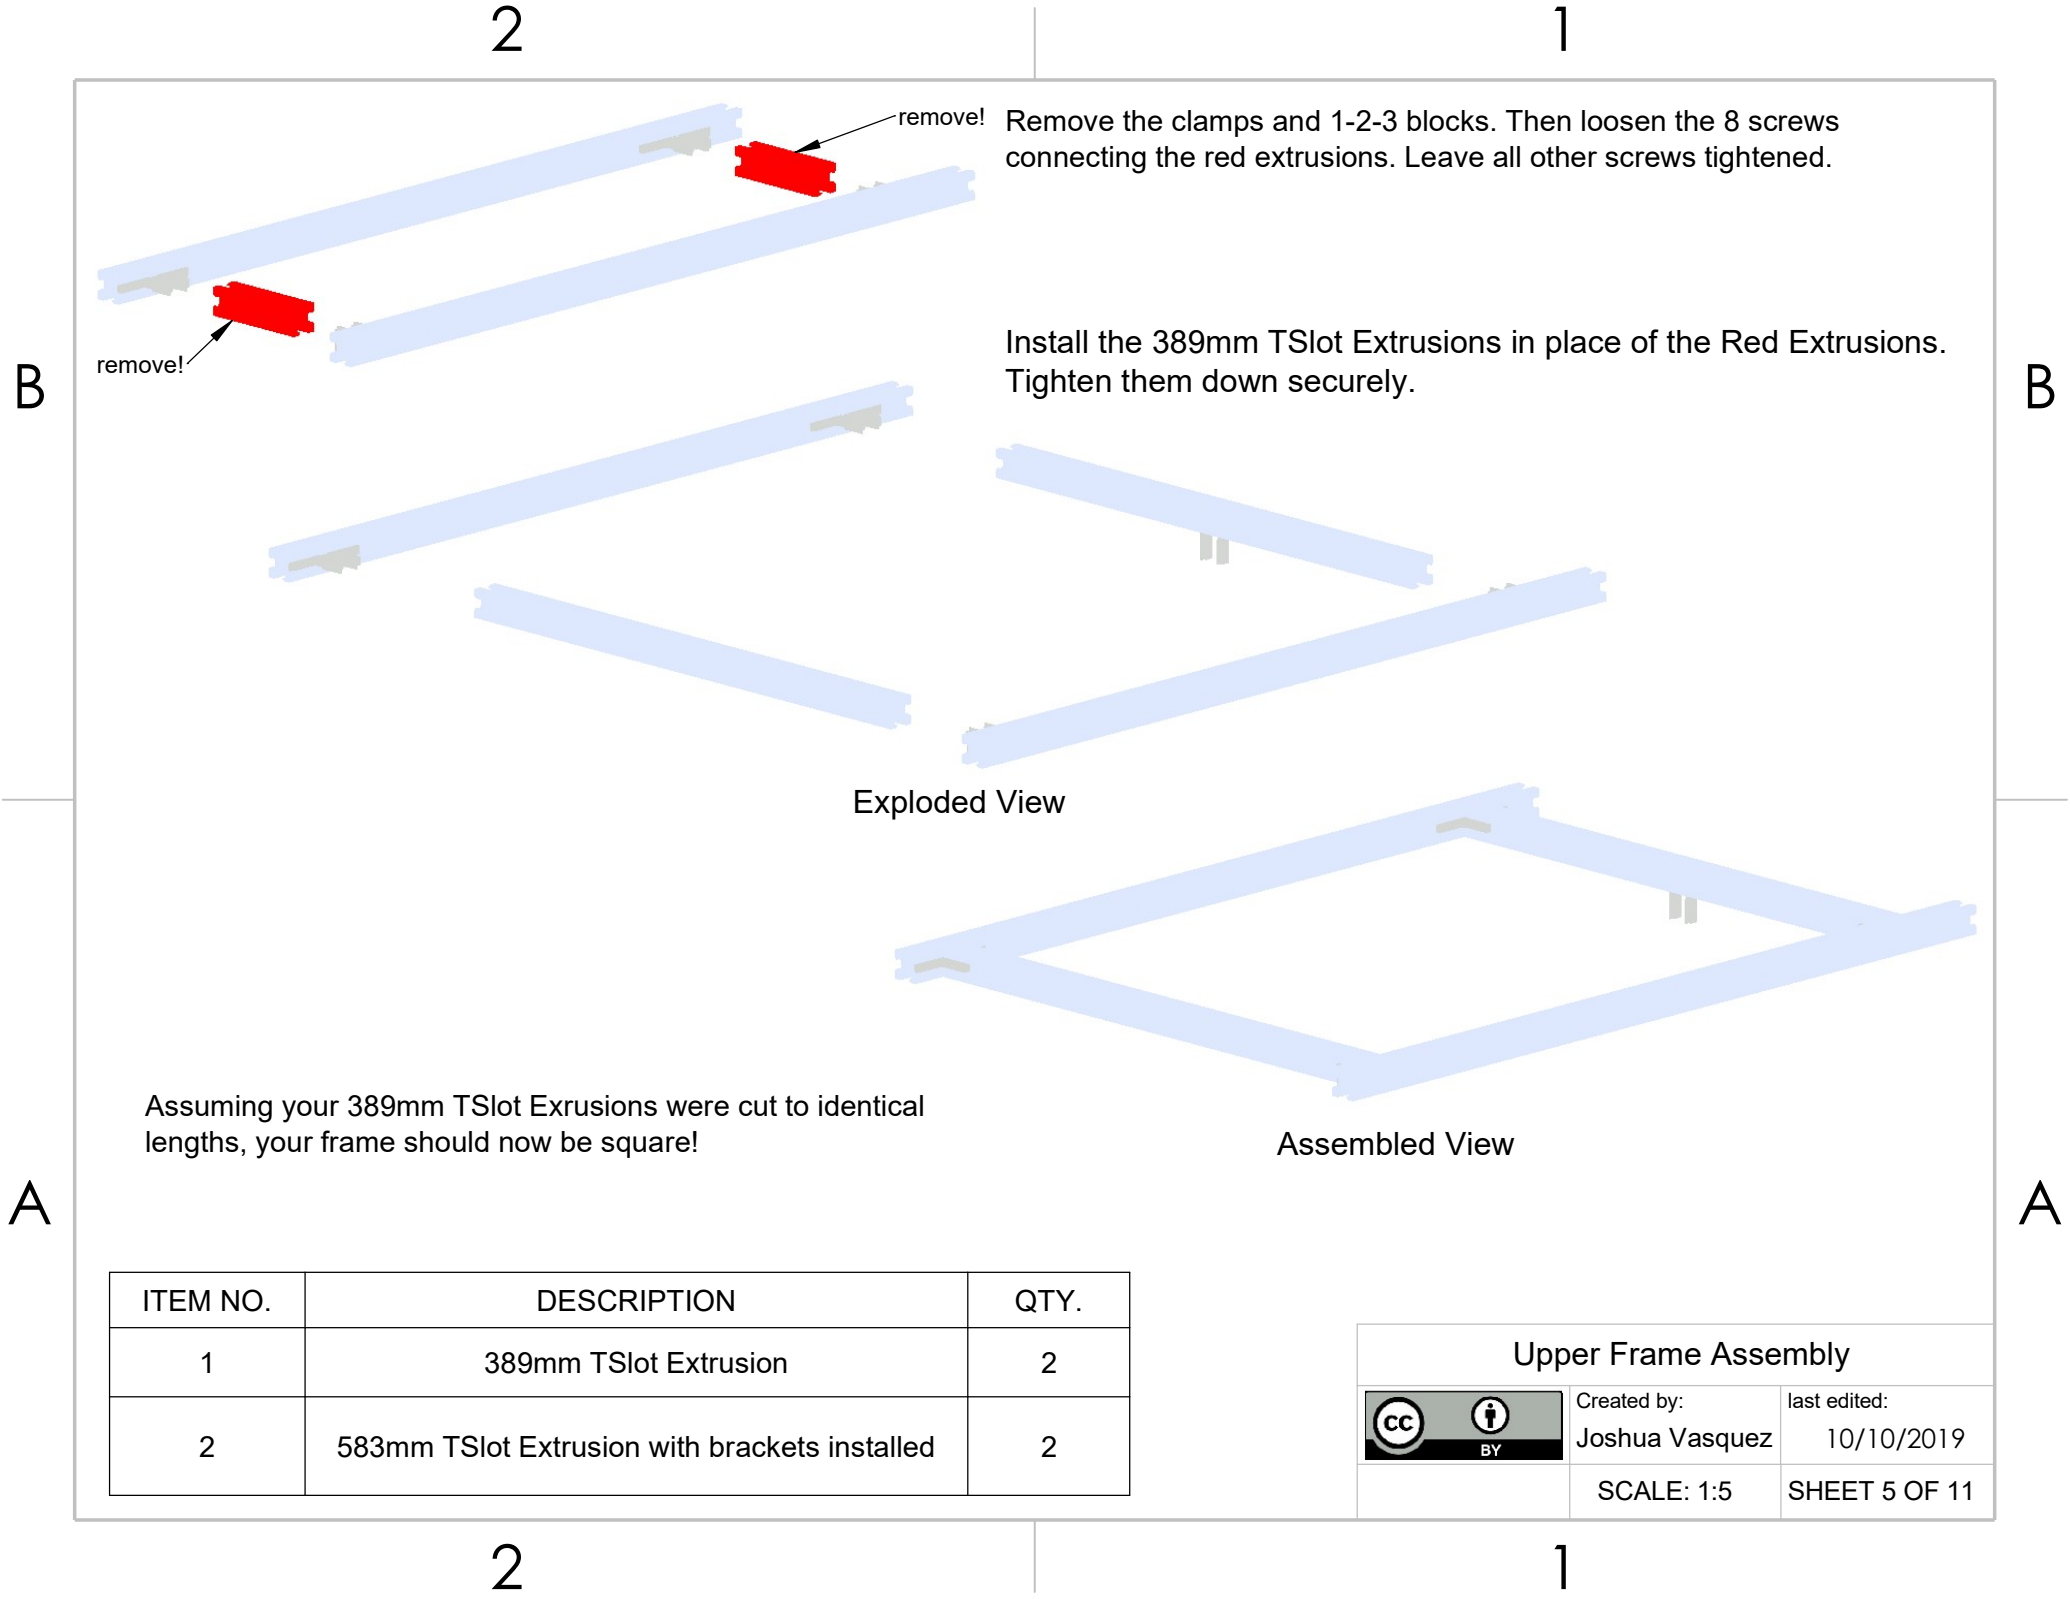 2
1
remove!
Remove the clamps and 1-2-3 blocks. Then loosen the 8 screws
connecting the red extrusions. Leave all other screws tightened.
remove!
Install the 389mm TSlot Extrusions in place of the Red Extrusions.
Tighten them down securely.
B
B
Exploded View
Assuming your 389mm TSlot Exrusions were cut to identical
lengths, your frame should now be square!
Assembled View
A
A
ITEM NO. DESCRIPTION QTY.
1 389mm TSlot Extrusion 2
2 583mm TSlot Extrusion with brackets installed 2
Upper Frame Assembly
cc BY
Created by:
Joshua Vasquez
last edited:
10/10/2019
SCALE: 1:5
SHEET 5 OF 11
2
1